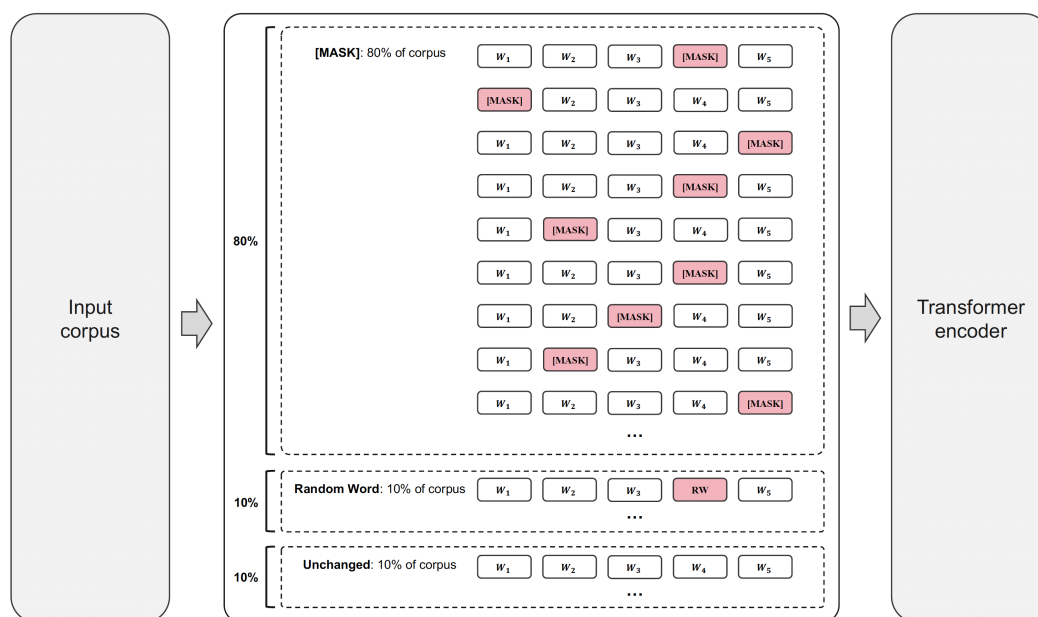 Input
corpus
80%
[MASK]: 80% of corpus
W₁ W₂ W₃ [MASK] W₅
[MASK] W₂ W₃ W₄ W₅
W₁ W₂ W₃ W₄ [MASK]
W₁ W₂ W₃ [MASK] W₅
W₁ [MASK] W₃ W₄ W₅
W₁ W₂ W₃ [MASK] W₅
W₁ W₂ [MASK] W₄ W₅
W₁ [MASK] W₃ W₄ W₅
W₁ W₂ W₃ W₄ [MASK]
...
10%
Random Word: 10% of corpus
W₁ W₂ W₃ RW W₅
...
10%
Unchanged: 10% of corpus
W₁ W₂ W₃ W₄ W₅
...
Transformer
encoder